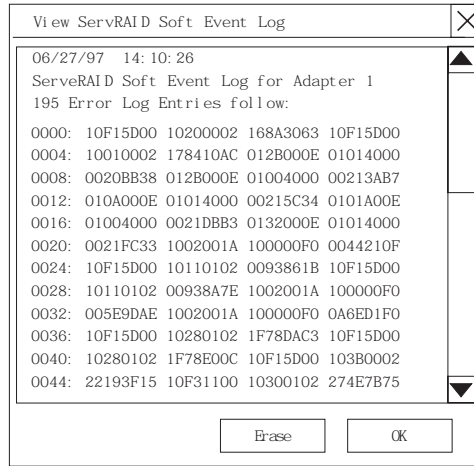 View ServRAID Soft Event Log
06/27/97 14:10:26
ServeRAID Soft Event Log for Adapter 1
195 Error Log Entries follow:
0000: 10F15D00 10200002 168A3063 10F15D00
0004: 10010002 178410AC 012B000E 01014000
0008: 0020BB38 012B000E 01004000 00213AB7
0012: 010A000E 01014000 00215C34 0101A00E
0016: 01004000 0021DBB3 0132000E 01014000
0020: 0021FC33 1002001A 100000F0 0044210F
0024: 10F15D00 10110102 0093861B 10F15D00
0028: 10110102 00938A7E 1002001A 100000F0
0032: 005E9DAE 1002001A 100000F0 0A6ED1F0
0036: 10F15D00 10280102 1F78DAC3 10F15D00
0040: 10280102 1F78E00C 10F15D00 103B0002
0044: 22193F15 10F31100 10300102 274E7B75
Erase OK